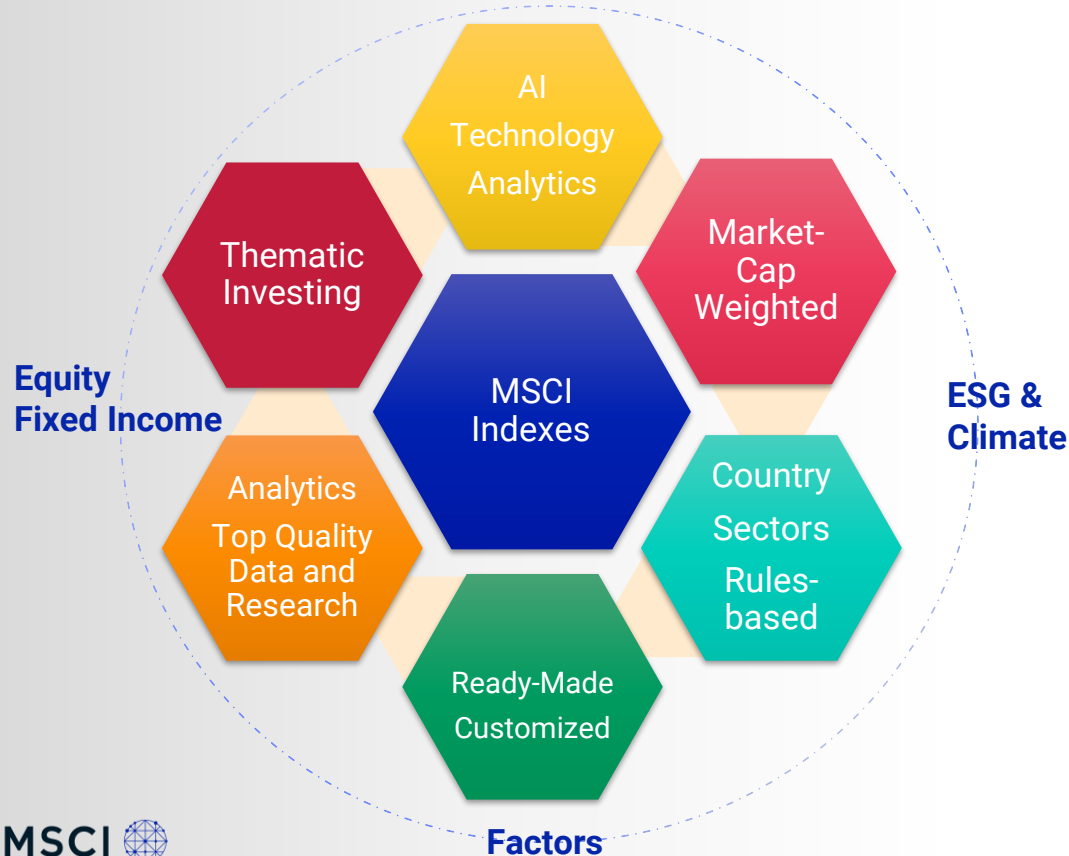 AI
Technology
Analytics
Thematic
Investing
Market-
Cap
Weighted
Equity
Fixed Income
MSCI
Indexes
ESG &
Climate
Analytics
Top Quality
Data and
Research
Country
Sectors
Rules-
based
Ready-Made
Customized
MSCI
Factors